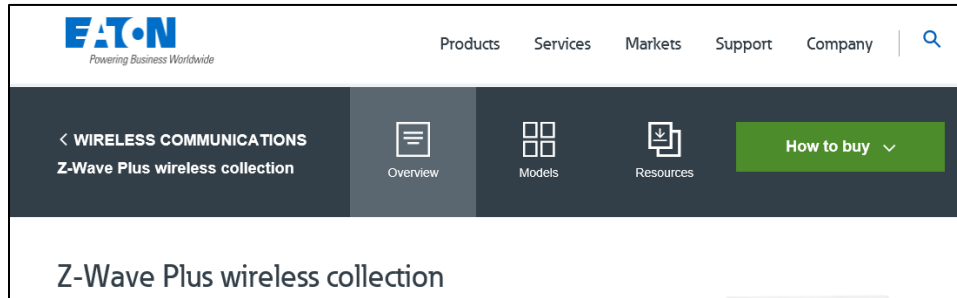 EATON
Powering Business Worldwide
Products Services Markets Support Company
< WIRELESS COMMUNICATIONS
Z-Wave Plus wireless collection
Overview
Models
Resources
How to buy
Z-Wave Plus wireless collection